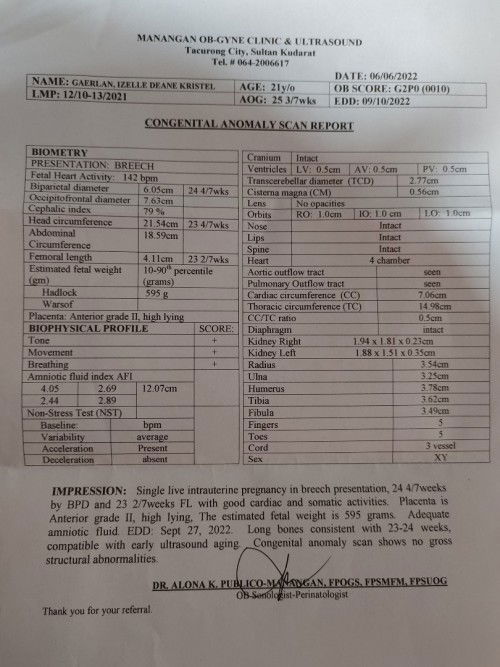 MANANGAN OB-GYNE CLINIC & ULTRASOUND
Tacurong City, Sultan Kudarat
Tel. # 064-2006617
DATE: 06/06/2022
NAME: GAERLAN, IZELLE DEANE KRISTEL AGE: 21y/o OB SCORE: G2P0 (0010)
LMP: 12/10-13/2021 AOG: 25 3/7wks EDD: 09/10/2022
CONGENITAL ANOMALY SCAN REPORT
BIOMETRY
PRESENTATION: BREECH
Fetal Heart Activity: 142 bpm
Biparietal diameter 6.05cm 24 4/7wks
Occipitofrontal diameter 7.63cm
Cephalic index 79 %
Head circumference 21.54cm 23 4/7wks
Abdominal Circumference 18.59cm
Femoral length 4.11cm 23 2/7wks
Estimated fetal weight (gm) 10-90th percentile (grams)
Hadlock 595 g
Warsof
Placenta: Anterior grade II, high lying
BIOPHYSICAL PROFILE SCORE:
Tone +
Movement +
Breathing +
Amniotic fluid index AFI
4.05 2.69 12.07cm
2.44 2.89
Non-Stress Test (NST)
Baseline: bpm
Variability average
Acceleration Present
Deceleration absent
Cranium Intact
Ventricles LV: 0.5cm AV: 0.5cm PV: 0.5cm
Transcerebellar diameter (TCD) 2.77cm
Cisterna magna (CM) 0.56cm
Lens No opacities
Orbits RO: 1.0cm IO: 1.0 cm LO: 1.0cm
Nose Intact
Lips Intact
Spine Intact
Heart 4 chamber
Aortic outflow tract seen
Pulmonary Outflow tract seen
Cardiac circumference (CC) 7.06cm
Thoracic circumference (TC) 14.98cm
CC/TC ratio 0.5cm
Diaphragm intact
Kidney Right 1.94 x 1.81 x 0.23cm
Kidney Left 1.88 x 1.51 x 0.35cm
Radius 3.54cm
Ulna 3.25cm
Humerus 3.78cm
Tibia 3.62cm
Fibula 3.49cm
Fingers 5
Toes 5
Cord 3 vessel
Sex XY
IMPRESSION: Single live intrauterine pregnancy in breech presentation, 24 4/7weeks
by BPD and 23 2/7weeks FL with good cardiac and somatic activities. Placenta is
Anterior grade II, high lying, The estimated fetal weight is 595 grams. Adequate
amniotic fluid. EDD: Sept 27, 2022. Long bones consistent with 23-24 weeks,
compatible with early ultrasound aging. Congenital anomaly scan shows no gross
structural abnormalities.
DR. ALONA K. PUBLICO-MANANGAN, FPOGS, FPSMFM, FPSUOG
OB Sonologist-Perinatologist
Thank you for your referral.